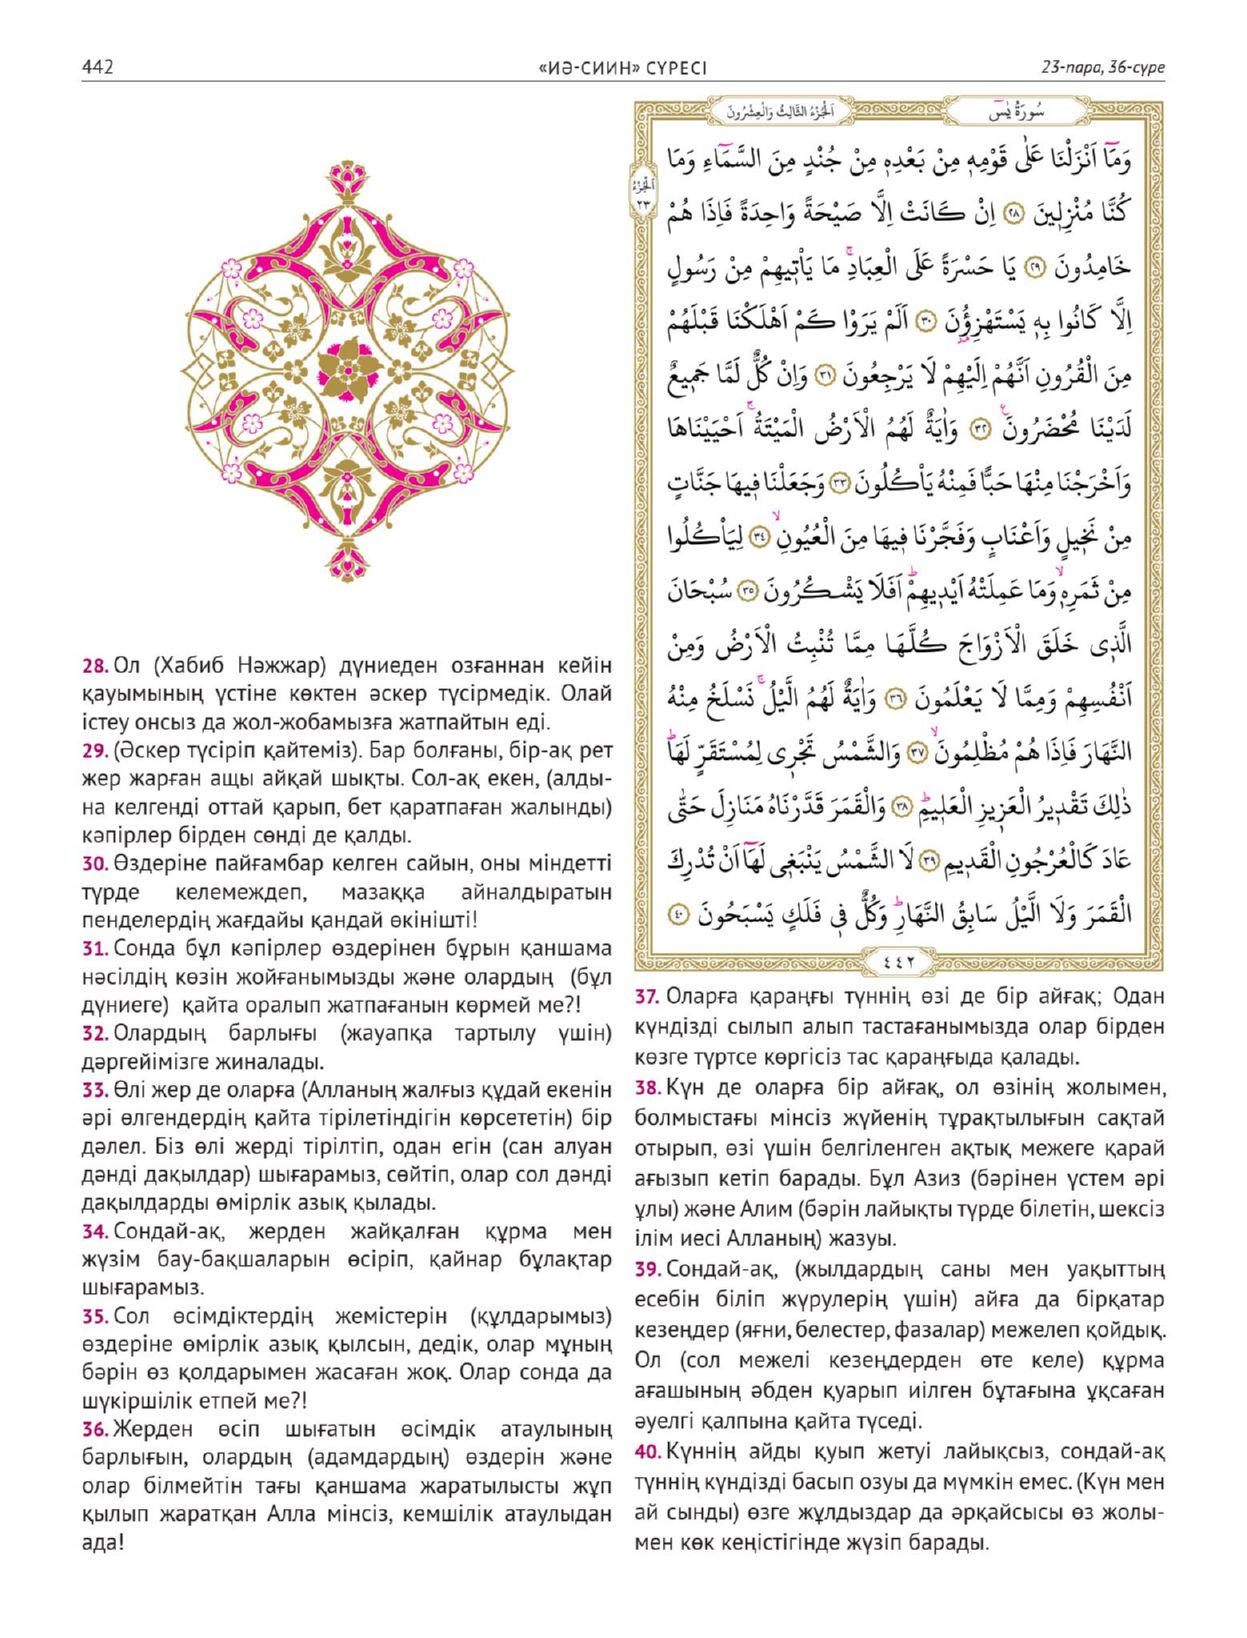 442
«ИӘ-СИИН» СҮРЕСІ
23-пара, 36-сүре
اَلْجُزْءُ الثَّالِثُ وَالْعِشْرُونَ
سُورَةُ يٰسٓ
اَلْجُزْءُ
٢٣
وَمَٓا اَنْزَلْنَا عَلٰى قَوْمِهٖ مِنْ بَعْدِهٖ مِنْ جُنْدٍ مِنَ السَّمَٓاءِ وَمَا
كُنَّا مُنْزِلٖينَ ﴿٢٨﴾ اِنْ كَانَتْ اِلَّا صَيْحَةً وَاحِدَةً فَاِذَا هُمْ
خَامِدُونَ ﴿٢٩﴾ يَا حَسْرَةً عَلَى الْعِبَادِۚ مَا يَأْتٖيهِمْ مِنْ رَسُولٍ
اِلَّا كَانُوا بِهٖ يَسْتَهْزِؤُ۫نَ ﴿٣٠﴾ اَلَمْ يَرَوْا كَمْ اَهْلَكْنَا قَبْلَهُمْ
مِنَ الْقُرُونِ اَنَّهُمْ اِلَيْهِمْ لَا يَرْجِعُونَ ﴿٣١﴾ وَاِنْ كُلٌّ لَمَّا جَمٖيعٌ
لَدَيْنَا مُحْضَرُونَ۟ ﴿٣٢﴾ وَاٰيَةٌ لَهُمُ الْاَرْضُ الْمَيْتَةُۚ اَحْيَيْنَاهَا
وَاَخْرَجْنَا مِنْهَا حَبًّا فَمِنْهُ يَأْكُلُونَ ﴿٣٣﴾ وَجَعَلْنَا فٖيهَا جَنَّاتٍ
مِنْ نَخٖيلٍ وَاَعْنَابٍ وَفَجَّرْنَا فٖيهَا مِنَ الْعُيُونِۙ ﴿٣٤﴾ لِيَأْكُلُوا
مِنْ ثَمَرِهٖۙ وَمَا عَمِلَتْهُ اَيْدٖيهِمْۜ اَفَلَا يَشْكُرُونَ ﴿٣٥﴾ سُبْحَانَ
الَّذٖى خَلَقَ الْاَزْوَاجَ كُلَّهَا مِمَّا تُنْبِتُ الْاَرْضُ وَمِنْ
اَنْفُسِهِمْ وَمِمَّا لَا يَعْلَمُونَ ﴿٣٦﴾ وَاٰيَةٌ لَهُمُ الَّيْلُۚ نَسْلَخُ مِنْهُ
النَّهَارَ فَاِذَا هُمْ مُظْلِمُونَۙ ﴿٣٧﴾ وَالشَّمْسُ تَجْرٖى لِمُسْتَقَرٍّ لَهَاۜ
ذٰلِكَ تَقْدٖيرُ الْعَزٖيزِ الْعَلٖيمِۜ ﴿٣٨﴾ وَالْقَمَرَ قَدَّرْنَاهُ مَنَازِلَ حَتّٰى
عَادَ كَالْعُرْجُونِ الْقَدٖيمِ ﴿٣٩﴾ لَا الشَّمْسُ يَنْبَغٖى لَهَٓا اَنْ تُدْرِكَ
الْقَمَرَ وَلَا الَّيْلُ سَابِقُ النَّهَارِۜ وَكُلٌّ فٖى فَلَكٍ يَسْبَحُونَ ﴿٤٠﴾
٤٤٢
28. Ол (Хабиб Нәжжар) дүниеден озғаннан кейін
қауымының үстіне көктен әскер түсірмедік. Олай
істеу онсыз да жол-жобамызға жатпайтын еді.
29. (Әскер түсіріп қайтеміз). Бар болғаны, бір-ақ рет
жер жарған ащы айқай шықты. Сол-ақ екен, (алды-
на келгенді оттай қарып, бет қаратпаған жалынды)
кәпірлер бірден сөнді де қалды.
30. Өздеріне пайғамбар келген сайын, оны міндетті
түрде келемеждеп, мазаққа айналдыратын
пенделердің жағдайы қандай өкінішті!
31. Сонда бұл кәпірлер өздерінен бұрын қаншама
нәсілдің көзін жойғанымызды және олардың (бұл
дүниеге) қайта оралып жатпағанын көрмей ме?!
32. Олардың барлығы (жауапқа тартылу үшін)
дәргейімізге жиналады.
33. Өлі жер де оларға (Алланың жалғыз құдай екенін
әрі өлгендердің қайта тірілетіндігін көрсететін) бір
дәлел. Біз өлі жерді тірілтіп, одан егін (сан алуан
дәнді дақылдар) шығарамыз, сөйтіп, олар сол дәнді
дақылдарды өмірлік азық қылады.
34. Сондай-ақ, жерден жайқалған құрма мен
жүзім бау-бақшаларын өсіріп, қайнар бұлақтар
шығарамыз.
35. Сол өсімдіктердің жемістерін (құлдарымыз)
өздеріне өмірлік азық қылсын, дедік, олар мұның
бәрін өз қолдарымен жасаған жоқ. Олар сонда да
шүкіршілік етпей ме?!
36. Жерден өсіп шығатын өсімдік атаулының
барлығын, олардың (адамдардың) өздерін және
олар білмейтін тағы қаншама жаратылысты жұп
қылып жаратқан Алла мінсіз, кемшілік атаулыдан
ада!
37. Оларға қараңғы түннің өзі де бір айғақ; Одан
күндізді сылып алып тастағанымызда олар бірден
көзге түртсе көргісіз тас қараңғыда қалады.
38. Күн де оларға бір айғақ, ол өзінің жолымен,
болмыстағы мінсіз жүйенің тұрақтылығын сақтай
отырып, өзі үшін белгіленген ақтық межеге қарай
ағызып кетіп барады. Бұл Азиз (бәрінен үстем әрі
ұлы) және Алим (бәрін лайықты түрде білетін, шексіз
ілім иесі Алланың) жазуы.
39. Сондай-ақ, (жылдардың саны мен уақыттың
есебін біліп жүрулерің үшін) айға да бірқатар
кезеңдер (яғни, белестер, фазалар) межелеп қойдық.
Ол (сол межелі кезеңдерден өте келе) құрма
ағашының әбден қуарып иілген бұтағына ұқсаған
әуелгі қалпына қайта түседі.
40. Күннің айды қуып жетуі лайықсыз, сондай-ақ
түннің күндізді басып озуы да мүмкін емес. (Күн мен
ай сынды) өзге жұлдыздар да әрқайсысы өз жолы-
мен көк кеңістігінде жүзіп барады.